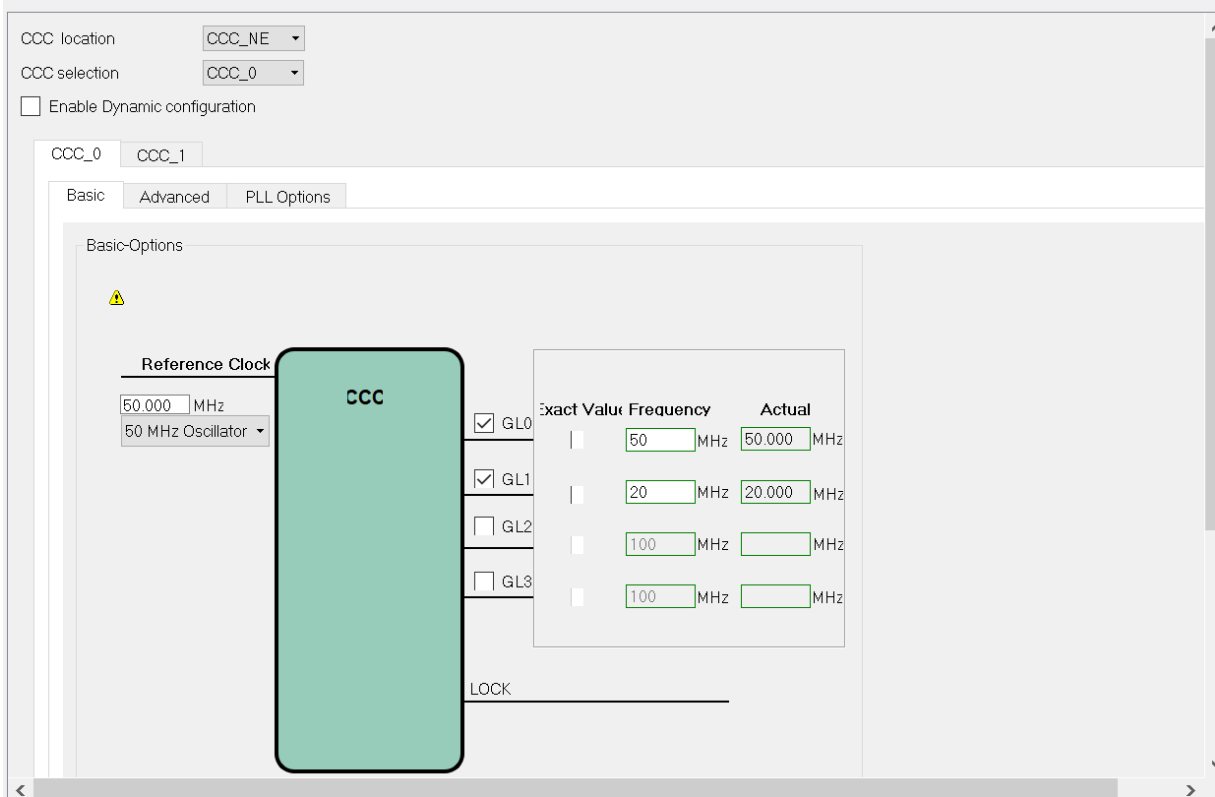 CCC location CCC_NE
CCC selection CCC_0
Enable Dynamic configuration
CCC_0 CCC_1
Basic Advanced PLL Options
Basic-Options
Reference Clock
50.000 MHz
50 MHz Oscillator
CCC
Exact Value Frequency Actual
GL0 50 MHz 50.000 MHz
GL1 20 MHz 20.000 MHz
GL2 100 MHz MHz
GL3 100 MHz MHz
LOCK